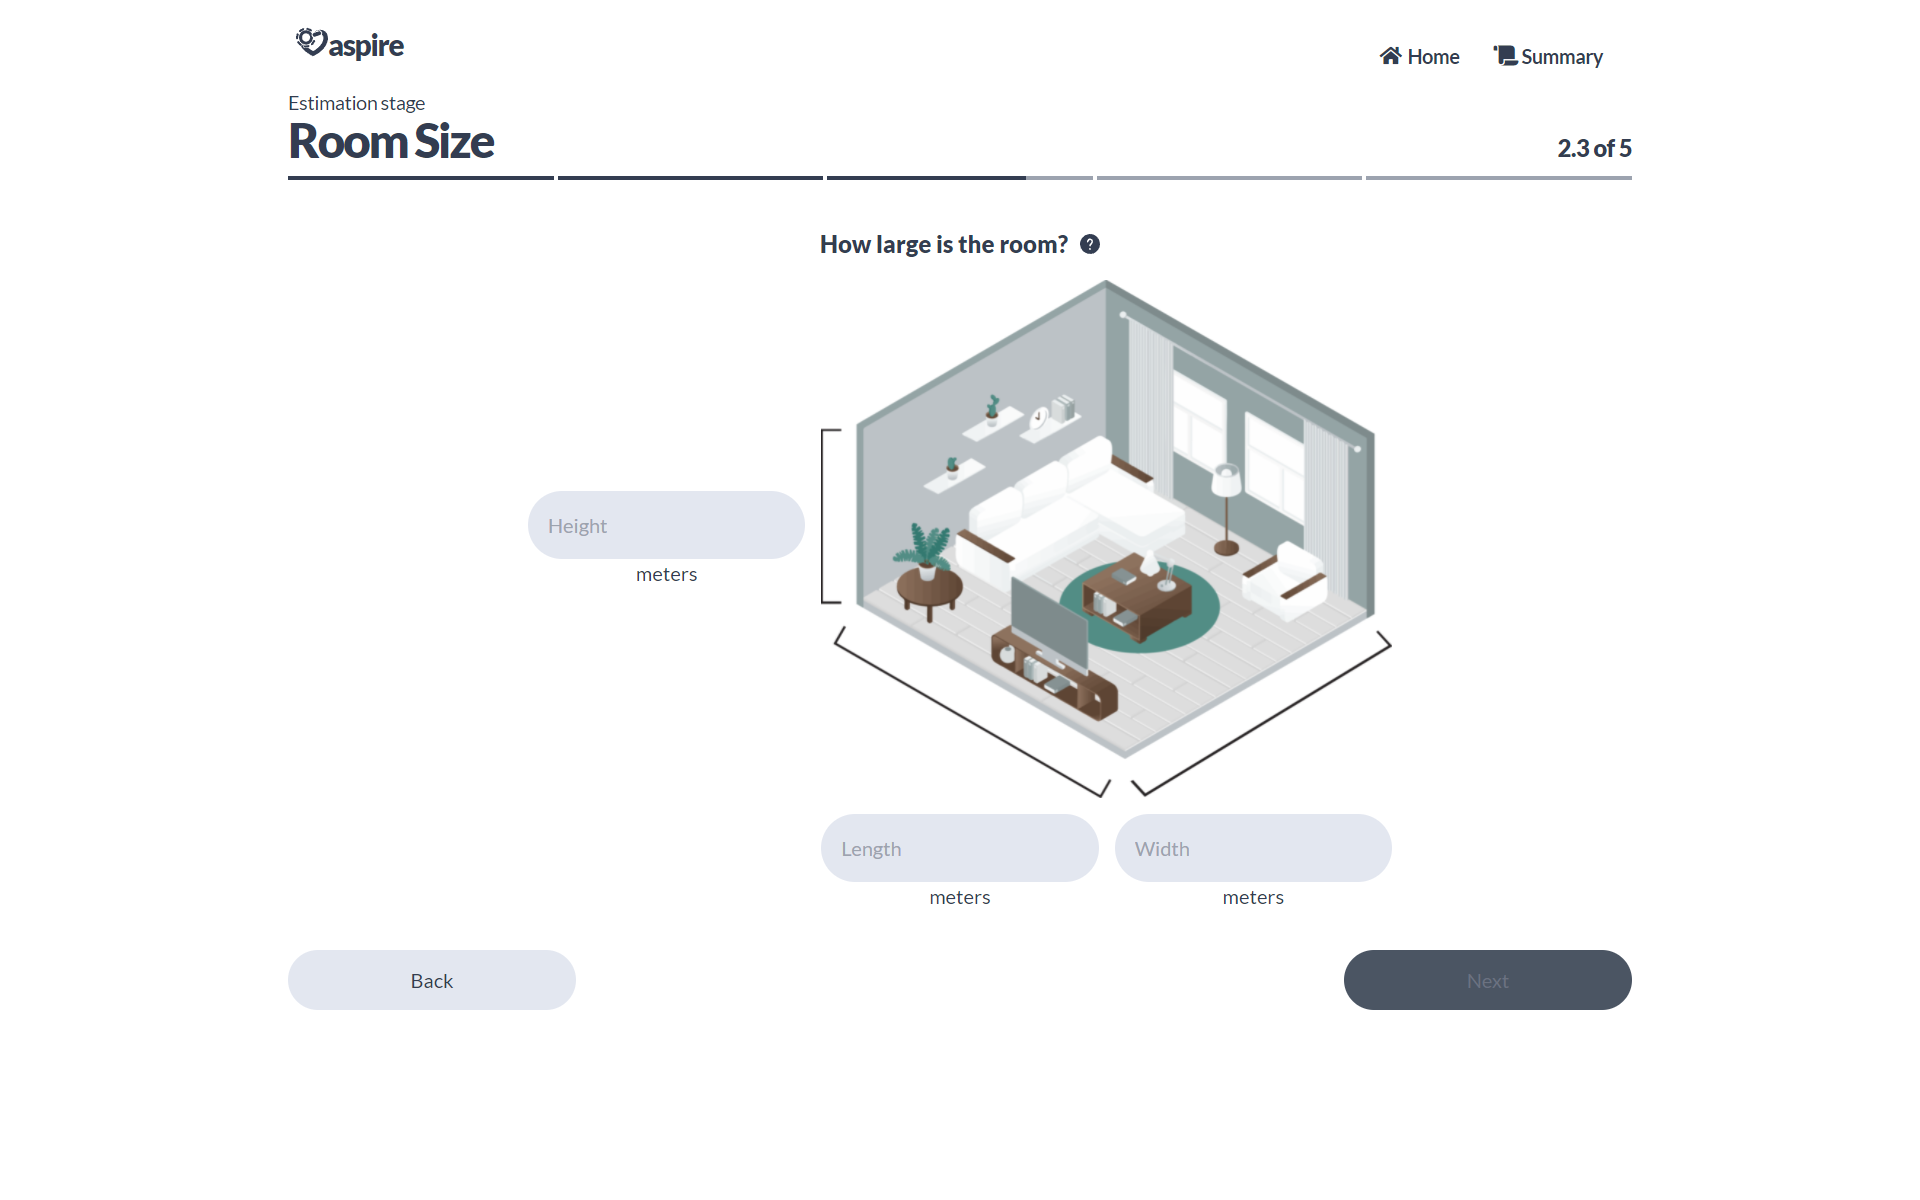 aspire
Home
Summary
Estimation stage
Room Size
2.3 of 5
How large is the room? ?
Height
meters
Length
Width
meters
meters
Back
Next